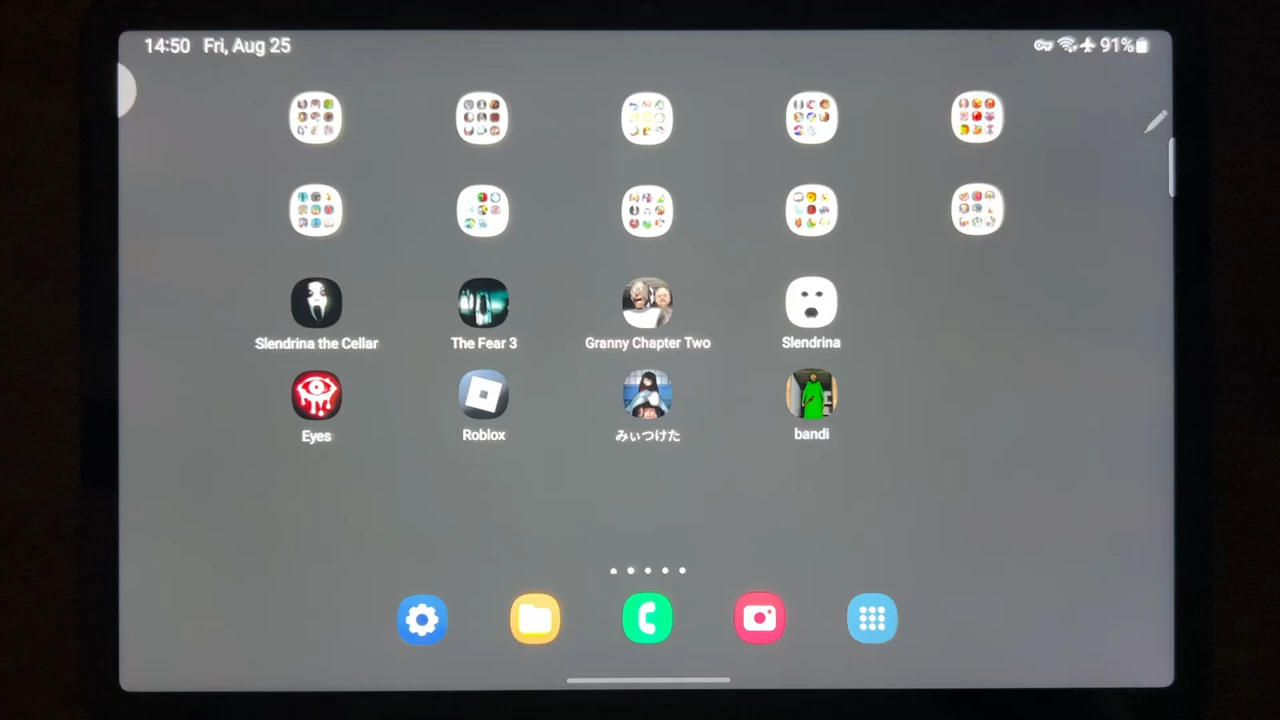 14:50 Fri, Aug 25
91%
Slendrina the Cellar
The Fear 3
Granny Chapter Two
Slendrina
Eyes
Roblox
みぃつけた
bandi